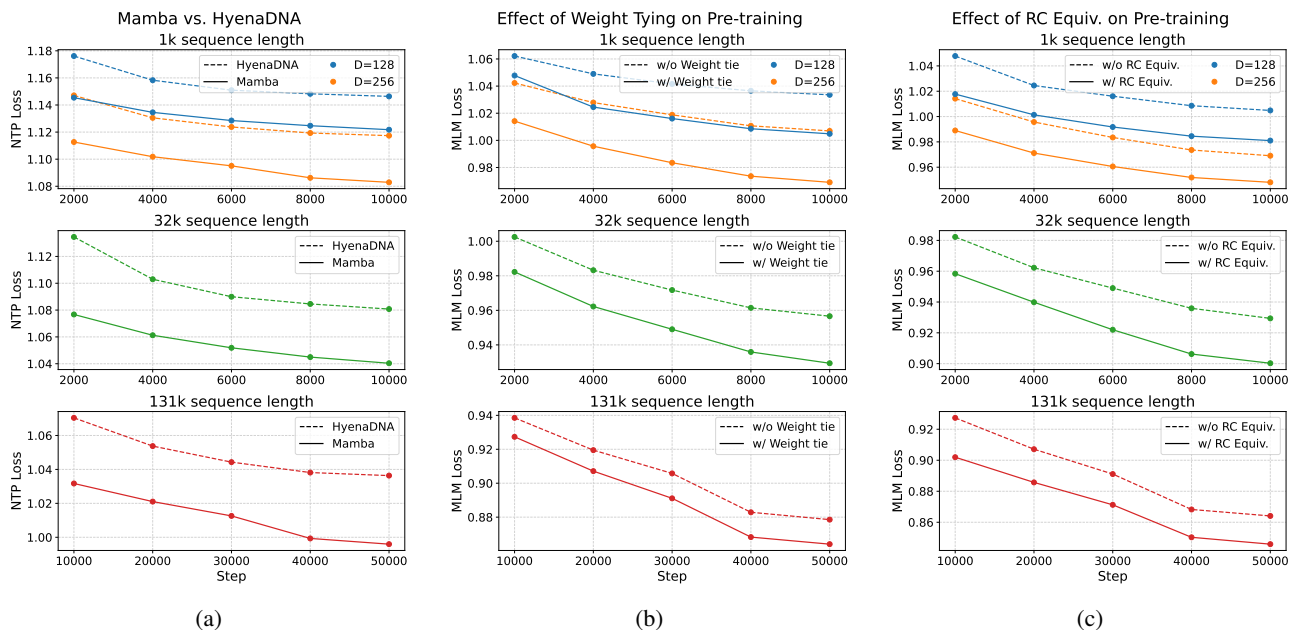 Mamba vs. HyenaDNA
1k sequence length
NTP Loss
1.18
1.16
1.14
1.12
1.10
1.08
HyenaDNA
Mamba
D=128
D=256
2000 4000 6000 8000 10000
32k sequence length
NTP Loss
1.12
1.10
1.08
1.06
1.04
HyenaDNA
Mamba
2000 4000 6000 8000 10000
131k sequence length
NTP Loss
1.06
1.04
1.02
1.00
HyenaDNA
Mamba
10000 20000 30000 40000 50000
Step
(a)
Effect of Weight Tying on Pre-training
1k sequence length
MLM Loss
1.06
1.04
1.02
1.00
0.98
w/o Weight tie
w/ Weight tie
D=128
D=256
2000 4000 6000 8000 10000
32k sequence length
MLM Loss
1.00
0.98
0.96
0.94
w/o Weight tie
w/ Weight tie
2000 4000 6000 8000 10000
131k sequence length
MLM Loss
0.94
0.92
0.90
0.88
w/o Weight tie
w/ Weight tie
10000 20000 30000 40000 50000
Step
(b)
Effect of RC Equiv. on Pre-training
1k sequence length
MLM Loss
1.04
1.02
1.00
0.98
0.96
w/o RC Equiv.
w/ RC Equiv.
D=128
D=256
2000 4000 6000 8000 10000
32k sequence length
MLM Loss
0.98
0.96
0.94
0.92
0.90
w/o RC Equiv.
w/ RC Equiv.
2000 4000 6000 8000 10000
131k sequence length
MLM Loss
0.92
0.90
0.88
0.86
w/o RC Equiv.
w/ RC Equiv.
10000 20000 30000 40000 50000
Step
(c)